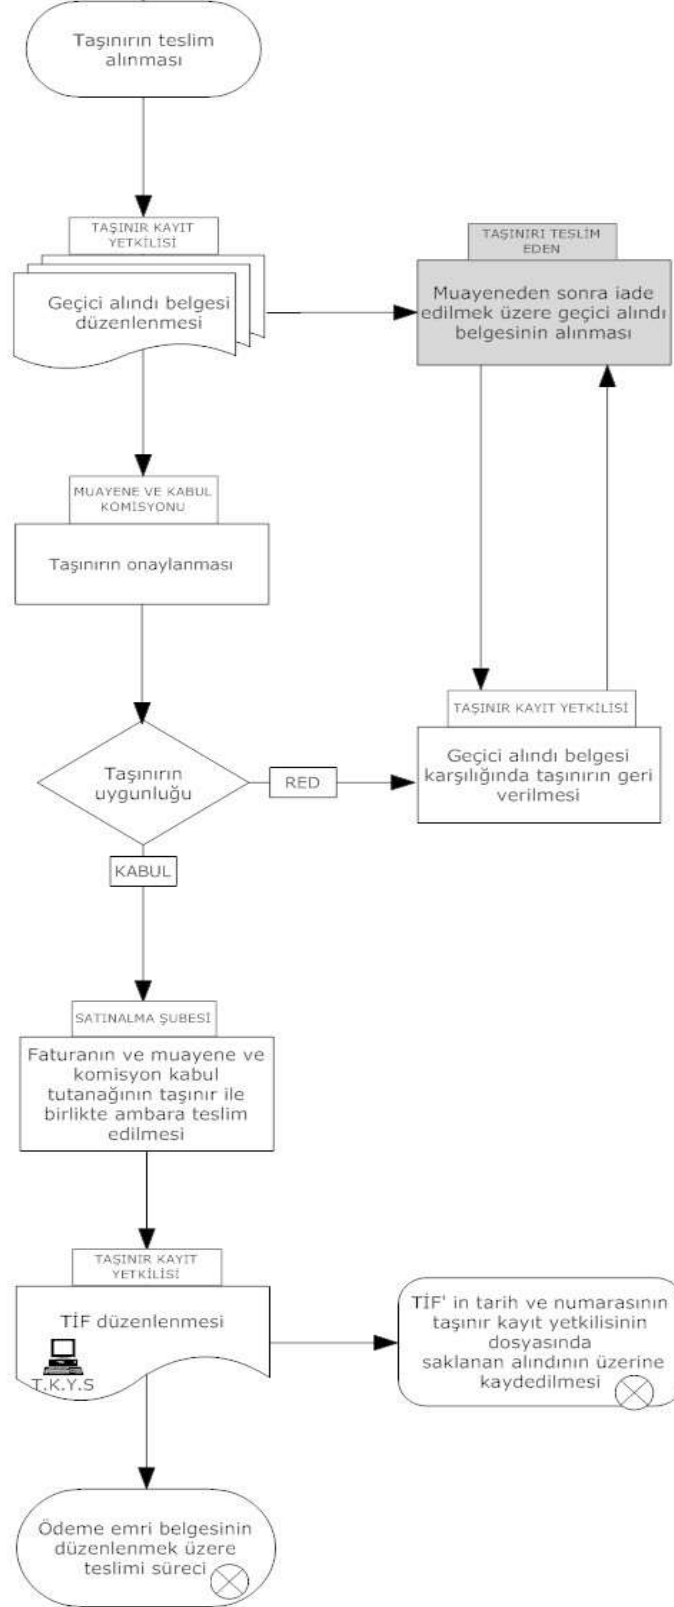 Taşınırın teslim
alınması
TAŞINIR KAYIT
YETKİLİSİ
Geçici alındı belgesi
düzenlenmesi
TAŞINIRI TESLİM
EDEN
Muayeneden sonra iade
edilmek üzere geçici alındı
belgesinin alınması
MUAYENE VE KABUL
KOMİSYONU
Taşınırın onaylanması
TAŞINIR KAYIT YETKİLİSİ
Geçici alındı belgesi
karşılığında taşınırın geri
verilmesi
Taşınırın
uygunluğu
RED
KABUL
SATINALMA ŞUBESİ
Faturanın ve muayene ve
komisyon kabul
tutanağının taşınır ile
birlikte ambara teslim
edilmesi
TAŞINIR KAYIT
YETKİLİSİ
TİF düzenlenmesi
T.K.Y.S
TİF' in tarih ve numarasının
taşınır kayıt yetkilisinin
dosyasında
saklanan alındının üzerine
kaydedilmesi
Ödeme emri belgesinin
düzenlenmek üzere
teslimi süreci